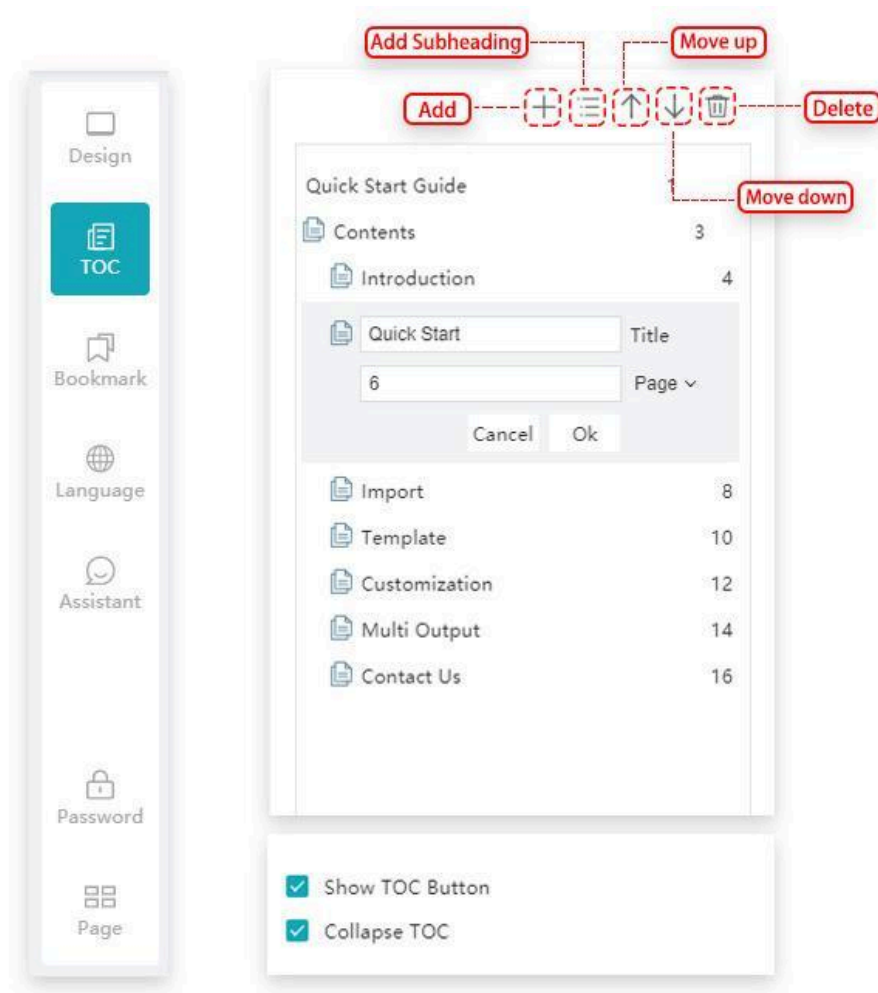 Add Subheading
Move up
Add
Delete
Move down
Design
TOC
Bookmark
Language
Assistant
Password
Page
Quick Start Guide 1
Contents 3
Introduction 4
Quick Start Title
6 Page
Cancel Ok
Import 8
Template 10
Customization 12
Multi Output 14
Contact Us 16
Show TOC Button
Collapse TOC